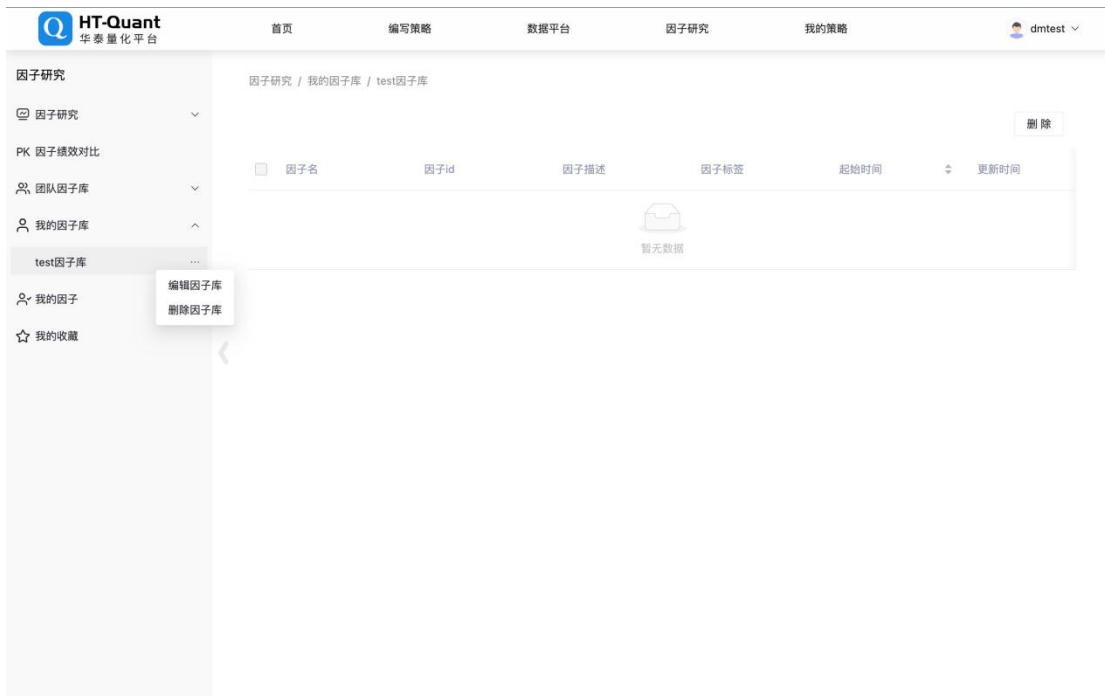 HT-Quant
华泰量化平台
首页 编写策略 数据平台 因子研究 我的策略 dmtest
因子研究
因子研究 / 我的因子库 / test因子库
因子研究
删 除
PK 因子绩效对比
因子名 因子id 因子描述 因子标签 起始时间 更新时间
团队因子库
我的因子库
暂无数据
test因子库 ...
编辑因子库
删除因子库
我的因子
我的收藏